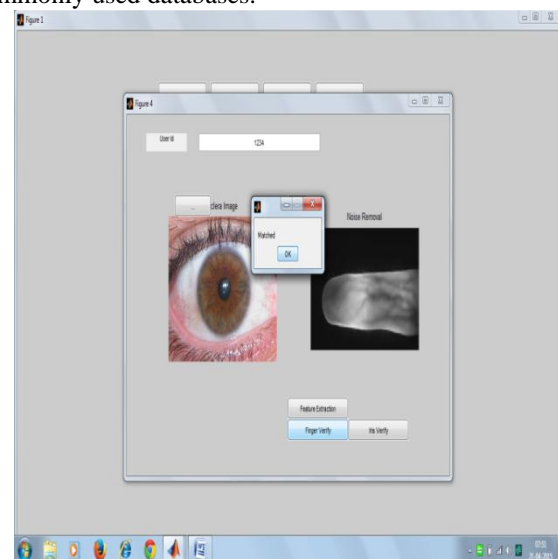 mmonly used databases.
Figure 1
Figure 4
User Id
1234
...
clera Image
Noise Removal
Matched
OK
Feature Extraction
Finger Verify
Iris Verify